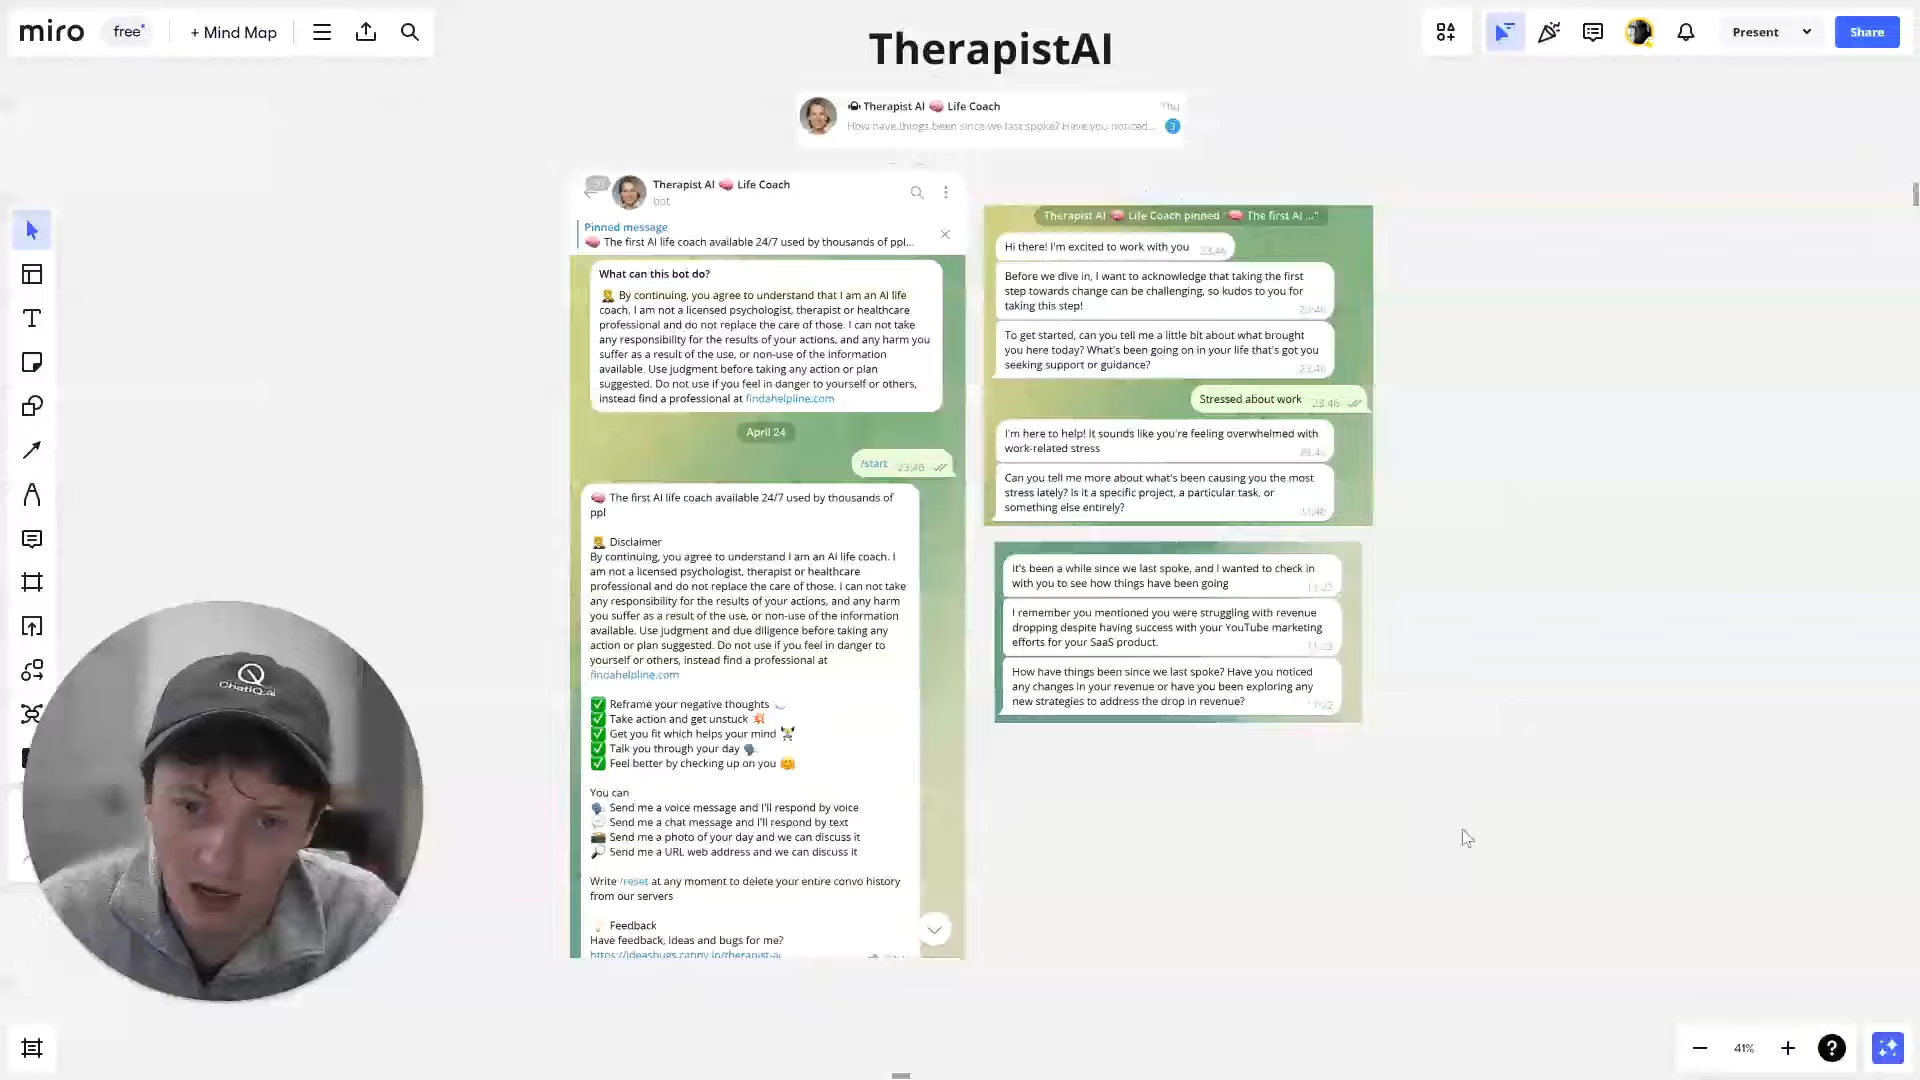 miro
free
+ Mind Map
TherapistAI
Present
Share
Therapist AI 🧠 Life Coach
Thu
How have things been since we last spoke? Have you noticed...
3
Therapist AI 🧠 Life Coach
bot
Pinned message
🧠 The first AI life coach available 24/7 used by thousands of ppl...
What can this bot do?
By continuing, you agree to understand that I am an AI life
coach. I am not a licensed psychologist, therapist or healthcare
professional and do not replace the care of those. I can not take
any responsibility for the results of your actions, and any harm you
suffer as a result of the use, or non-use of the information
available. Use judgment before taking any action or plan
suggested. Do not use if you feel in danger to yourself or others,
instead find a professional at findahelpline.com
April 24
/start 23:46
🧠 The first AI life coach available 24/7 used by thousands of
ppl
Disclaimer
By continuing, you agree to understand I am an AI life coach. I
am not a licensed psychologist, therapist or healthcare
professional and do not replace the care of those. I can not take
any responsibility for the results of your actions, and any harm
you suffer as a result of the use, or non-use of the information
available. Use judgment and due diligence before taking any
action or plan suggested. Do not use if you feel in danger to
yourself or others, instead find a professional at
findahelpline.com
✅ Reframe your negative thoughts
✅ Take action and get unstuck 💥
✅ Get you fit which helps your mind 🏋️
✅ Talk you through your day 🗣️
✅ Feel better by checking up on you 🤗
You can
🗣️ Send me a voice message and I'll respond by voice
💬 Send me a chat message and I'll respond by text
📸 Send me a photo of your day and we can discuss it
🔎 Send me a URL web address and we can discuss it
Write /reset at any moment to delete your entire convo history
from our servers
Feedback
Have feedback, ideas and bugs for me?
https://ideasbugs.canny.io/therapist-ai
Therapist AI 🧠 Life Coach pinned "🧠 The first AI ..."
Hi there! I'm excited to work with you 23:46
Before we dive in, I want to acknowledge that taking the first
step towards change can be challenging, so kudos to you for
taking this step! 23:46
To get started, can you tell me a little bit about what brought
you here today? What's been going on in your life that's got you
seeking support or guidance? 23:46
Stressed about work 23:46
I'm here to help! It sounds like you're feeling overwhelmed with
work-related stress
Can you tell me more about what's been causing you the most
stress lately? Is it a specific project, a particular task, or
something else entirely?
It's been a while since we last spoke, and I wanted to check in
with you to see how things have been going
I remember you mentioned you were struggling with revenue
dropping despite having success with your YouTube marketing
efforts for your SaaS product.
How have things been since we last spoke? Have you noticed
any changes in your revenue or have you been exploring any
new strategies to address the drop in revenue?
ChatIQ.ai
41%
?